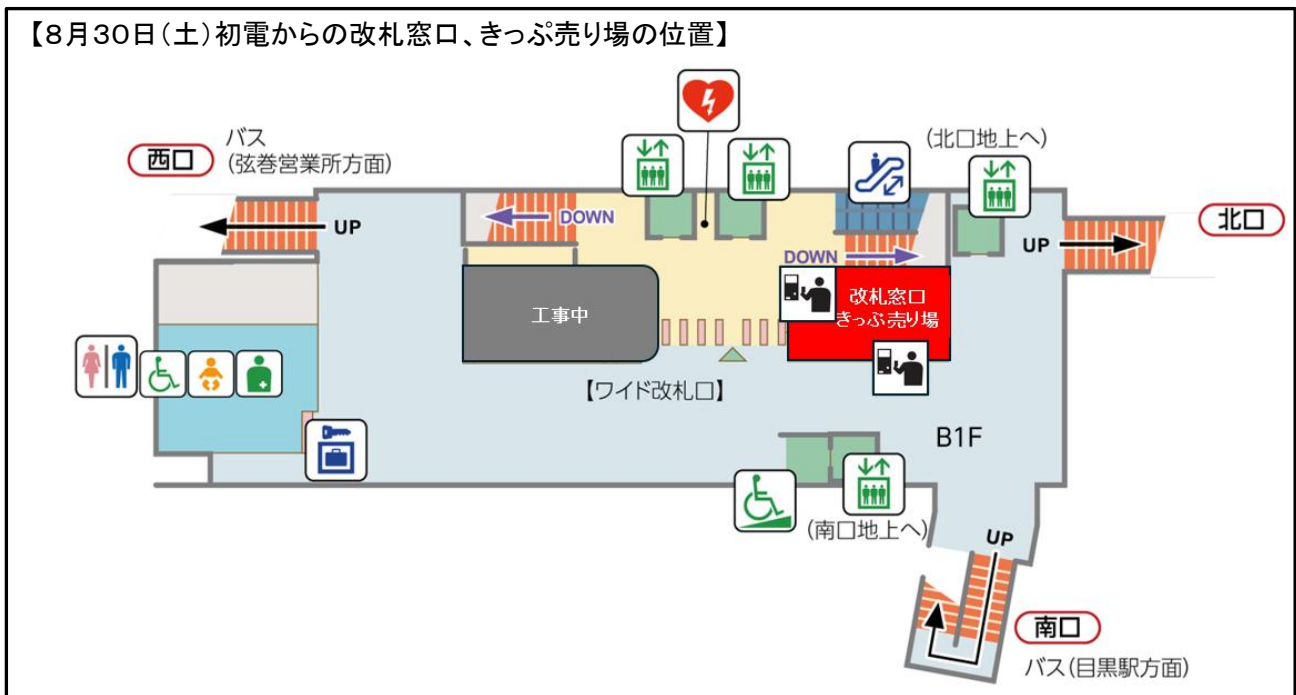 【8月30日(土)初電からの改札窓口、きっぷ売り場の位置】
西口
バス
(弦巻営業所方面)
(北口地上へ)
北口
UP
DOWN
UP
DOWN
工事中
改札窓口
きっぷ売り場
【ワイド改札口】
B1F
(南口地上へ)
UP
南口
バス(目黒駅方面)